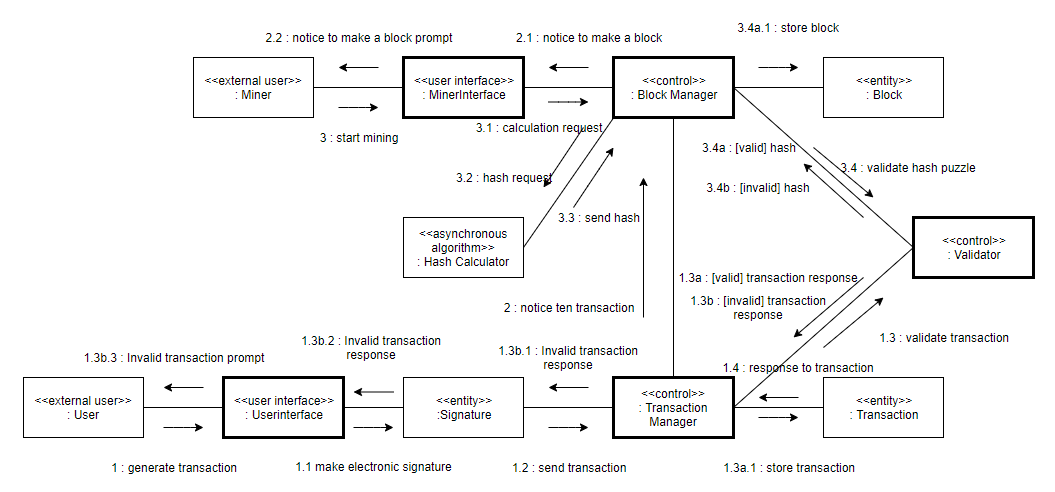 3.4a.1 : store block
2.2 : notice to make a block prompt
2.1 : notice to make a block
<<external user>>
: Miner
<<user interface>>
: MinerInterface
<<control>>
: Block Manager
<<entity>>
: Block
3 : start mining
3.1 : calculation request
3.4a : [valid] hash
3.4 : validate hash puzzle
3.2 : hash request
3.4b : [invalid] hash
3.3 : send hash
<<asynchronous
algorithm>>
: Hash Calculator
<<control>>
: Validator
1.3a : [valid] transaction response
1.3b : [invalid] transaction
response
2 : notice ten transaction
1.3 : validate transaction
1.3b.3 : Invalid transaction prompt
1.3b.2 : Invalid transaction
response
1.3b.1 : Invalid transaction
response
1.4 : response to transaction
<<external user>>
: User
<<user interface>>
: Userinterface
<<entity>>
:Signature
<<control>>
: Transaction
Manager
<<entity>>
: Transaction
1 : generate transaction
1.1 make electronic signature
1.2 : send transaction
1.3a.1 : store transaction